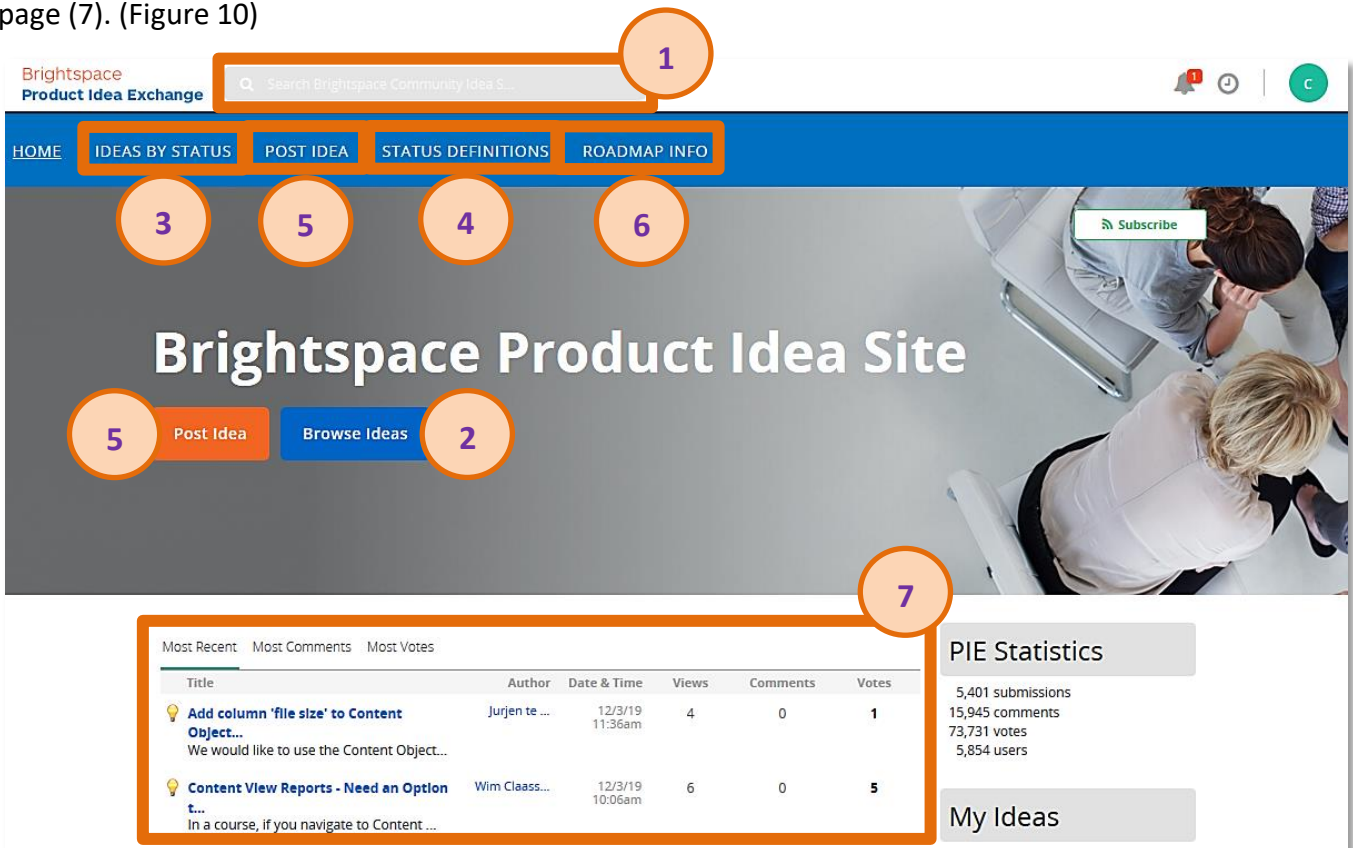 page (7). (Figure 10)
1
Brightspace
Product Idea Exchange
Search Brightspace Community Idea S...
1
C
HOME IDEAS BY STATUS POST IDEA STATUS DEFINITIONS ROADMAP INFO
3 5 4 6
Subscribe
Brightspace Product Idea Site
5 Post Idea Browse Ideas 2
7
Most Recent Most Comments Most Votes
Title Author Date & Time Views Comments Votes
Add column 'file size' to Content Jurjen te ... 12/3/19 4 0 1
Object... 11:36am
We would like to use the Content Object...
Content View Reports - Need an Option Wim Claass... 12/3/19 6 0 5
t... 10:06am
In a course, if you navigate to Content ...
PIE Statistics
5,401 submissions
15,945 comments
73,731 votes
5,854 users
My Ideas